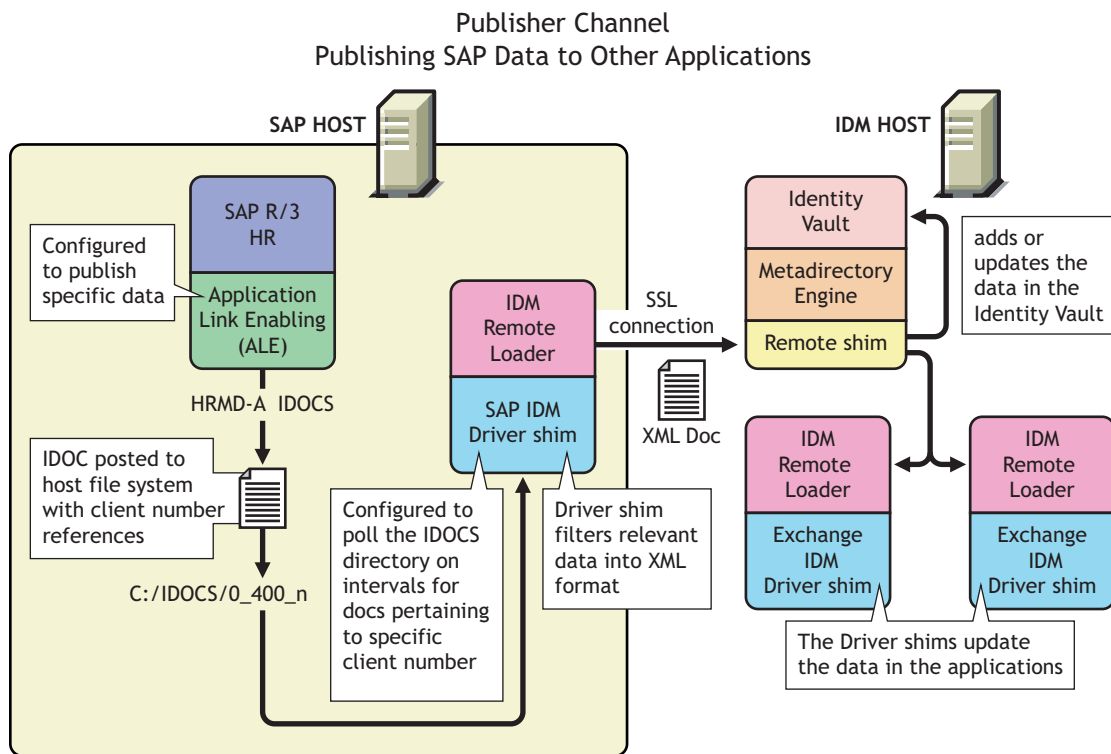 Publisher Channel
Publishing SAP Data to Other Applications
SAP HOST
IDM HOST
SAP R/3
HR
Configured
to publish
specific data
Application
Link Enabling
(ALE)
HRMD-A IDOCS
IDOC posted to
host file system
with client number
references
C:/IDOCS/0_400_n
IDM
Remote
Loader
SAP IDM
Driver shim
Configured to
poll the IDOCS
directory on
intervals for
docs pertaining
to specific
client number
Driver shim
filters relevant
data into XML
format
SSL
connection
XML Doc
Identity
Vault
Metadirectory
Engine
Remote shim
adds or
updates the
data in the
Identity Vault
IDM
Remote
Loader
Exchange
IDM
Driver shim
IDM
Remote
Loader
Exchange
IDM
Driver shim
The Driver shims update
the data in the applications